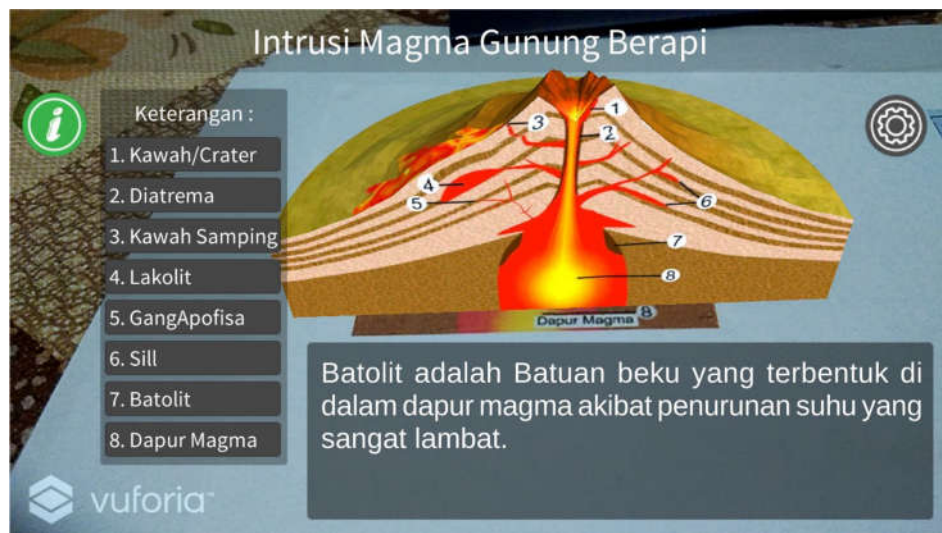 Intrusi Magma Gunung Berapi
Keterangan :
1. Kawah/Crater
2. Diatrema
3. Kawah Samping
4. Lakolit
5. GangApofisa
6. Sill
7. Batolit
8. Dapur Magma
1
2
3
4
5
6
7
8
Dapur Magma 8
Batolit adalah Batuan beku yang terbentuk di
dalam dapur magma akibat penurunan suhu yang
sangat lambat.
vuforia™